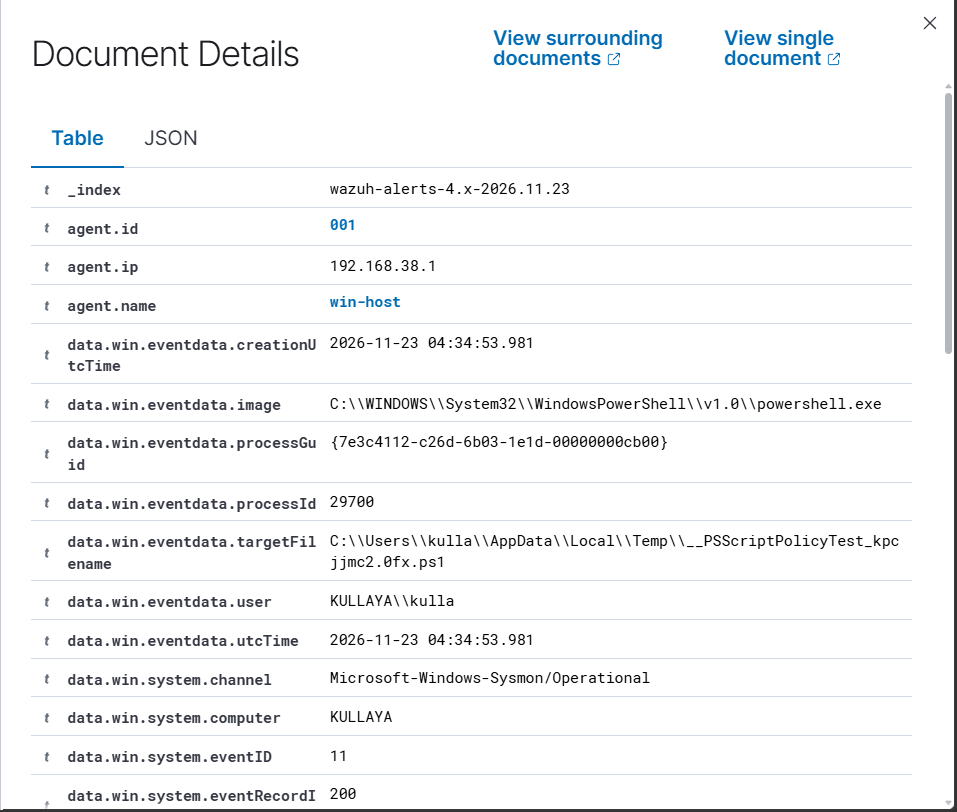 Document Details
View surrounding
documents
View single
document
Table
JSON
t _index wazuh-alerts-4.x-2026.11.23
t agent.id 001
t agent.ip 192.168.38.1
t agent.name win-host
t data.win.eventdata.creationU 2026-11-23 04:34:53.981
tcTime
t data.win.eventdata.image C:\\WINDOWS\\System32\\WindowsPowerShell\\v1.0\\powershell.exe
t data.win.eventdata.processGu {7e3c4112-c26d-6b03-1e1d-00000000cb00}
id
t data.win.eventdata.processId 29700
t data.win.eventdata.targetFil C:\\Users\\kulla\\AppData\\Local\\Temp\\__PSScriptPolicyTest_kpc
ename jjmc2.0fx.ps1
t data.win.eventdata.user KULLAYA\\kulla
t data.win.eventdata.utcTime 2026-11-23 04:34:53.981
t data.win.system.channel Microsoft-Windows-Sysmon/Operational
t data.win.system.computer KULLAYA
t data.win.system.eventID 11
t data.win.system.eventRecordI 200